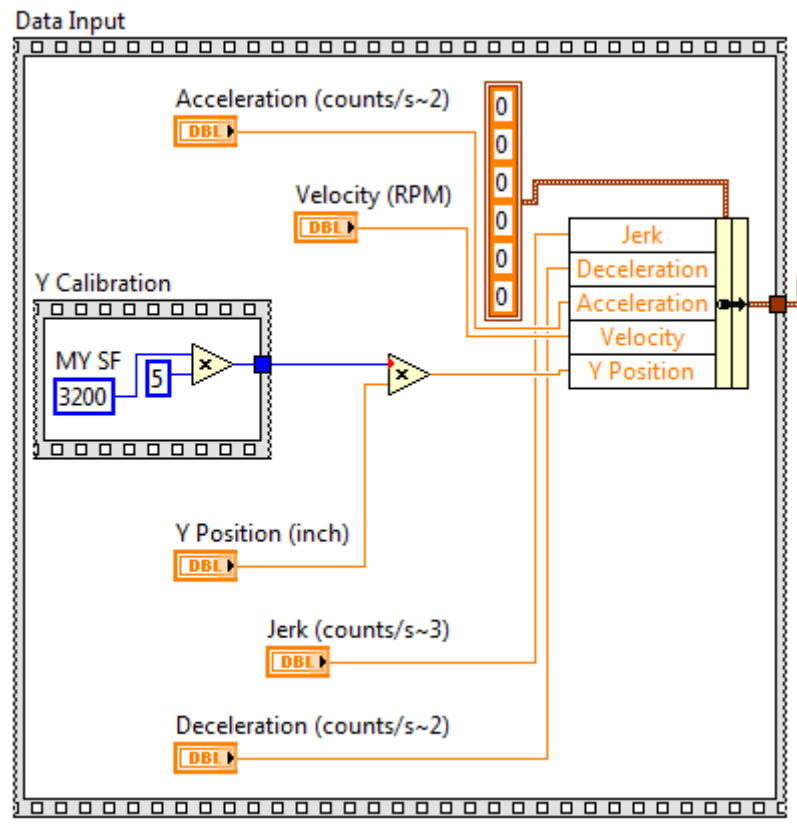 Data Input
Acceleration (counts/s~2)
DBL
0
0
0
0
0
0
Velocity (RPM)
DBL
Jerk
Deceleration
Acceleration
Velocity
Y Position
Y Calibration
MY SF
3200
5
×
×
Y Position (inch)
DBL
Jerk (counts/s~3)
DBL
Deceleration (counts/s~2)
DBL